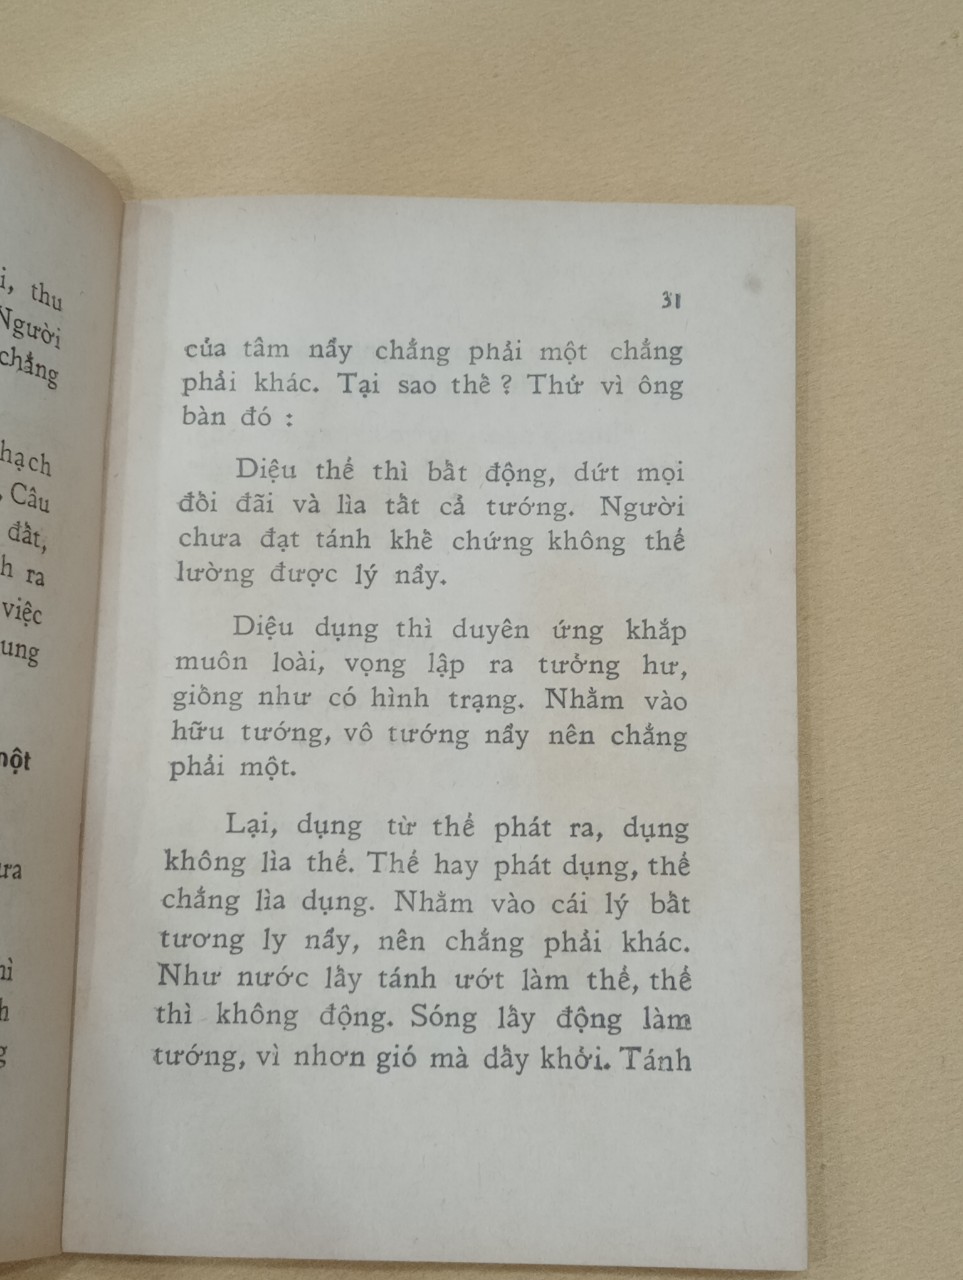 i, thu
Người
chẳng
hạch
Câu
đất,
h ra
việc
ung
một
ưa
31
của tâm nầy chẳng phải một chẳng
phải khác. Tại sao thế ? Thử vì ông
bàn đó :
Diệu thể thì bất động, dứt mọi
đồi đãi và lìa tất cả tướng. Người
chưa đạt tánh khế chứng không thể
lường được lý nầy.
Diệu dụng thì duyên ứng khắp
muôn loài, vọng lập ra tưởng hư,
giống như có hình trạng. Nhằm vào
hữu tướng, vô tướng nầy nên chẳng
phải một.
Lại, dụng từ thể phát ra, dụng
không lìa thể. Thể hay phát dụng, thể
chẳng lìa dụng. Nhằm vào cái lý bất
tương ly nầy, nên chẳng phải khác.
Như nước lấy tánh ướt làm thể, thể
thì không động. Sóng lấy động làm
tướng, vì nhơn gió mà dấy khởi. Tánh